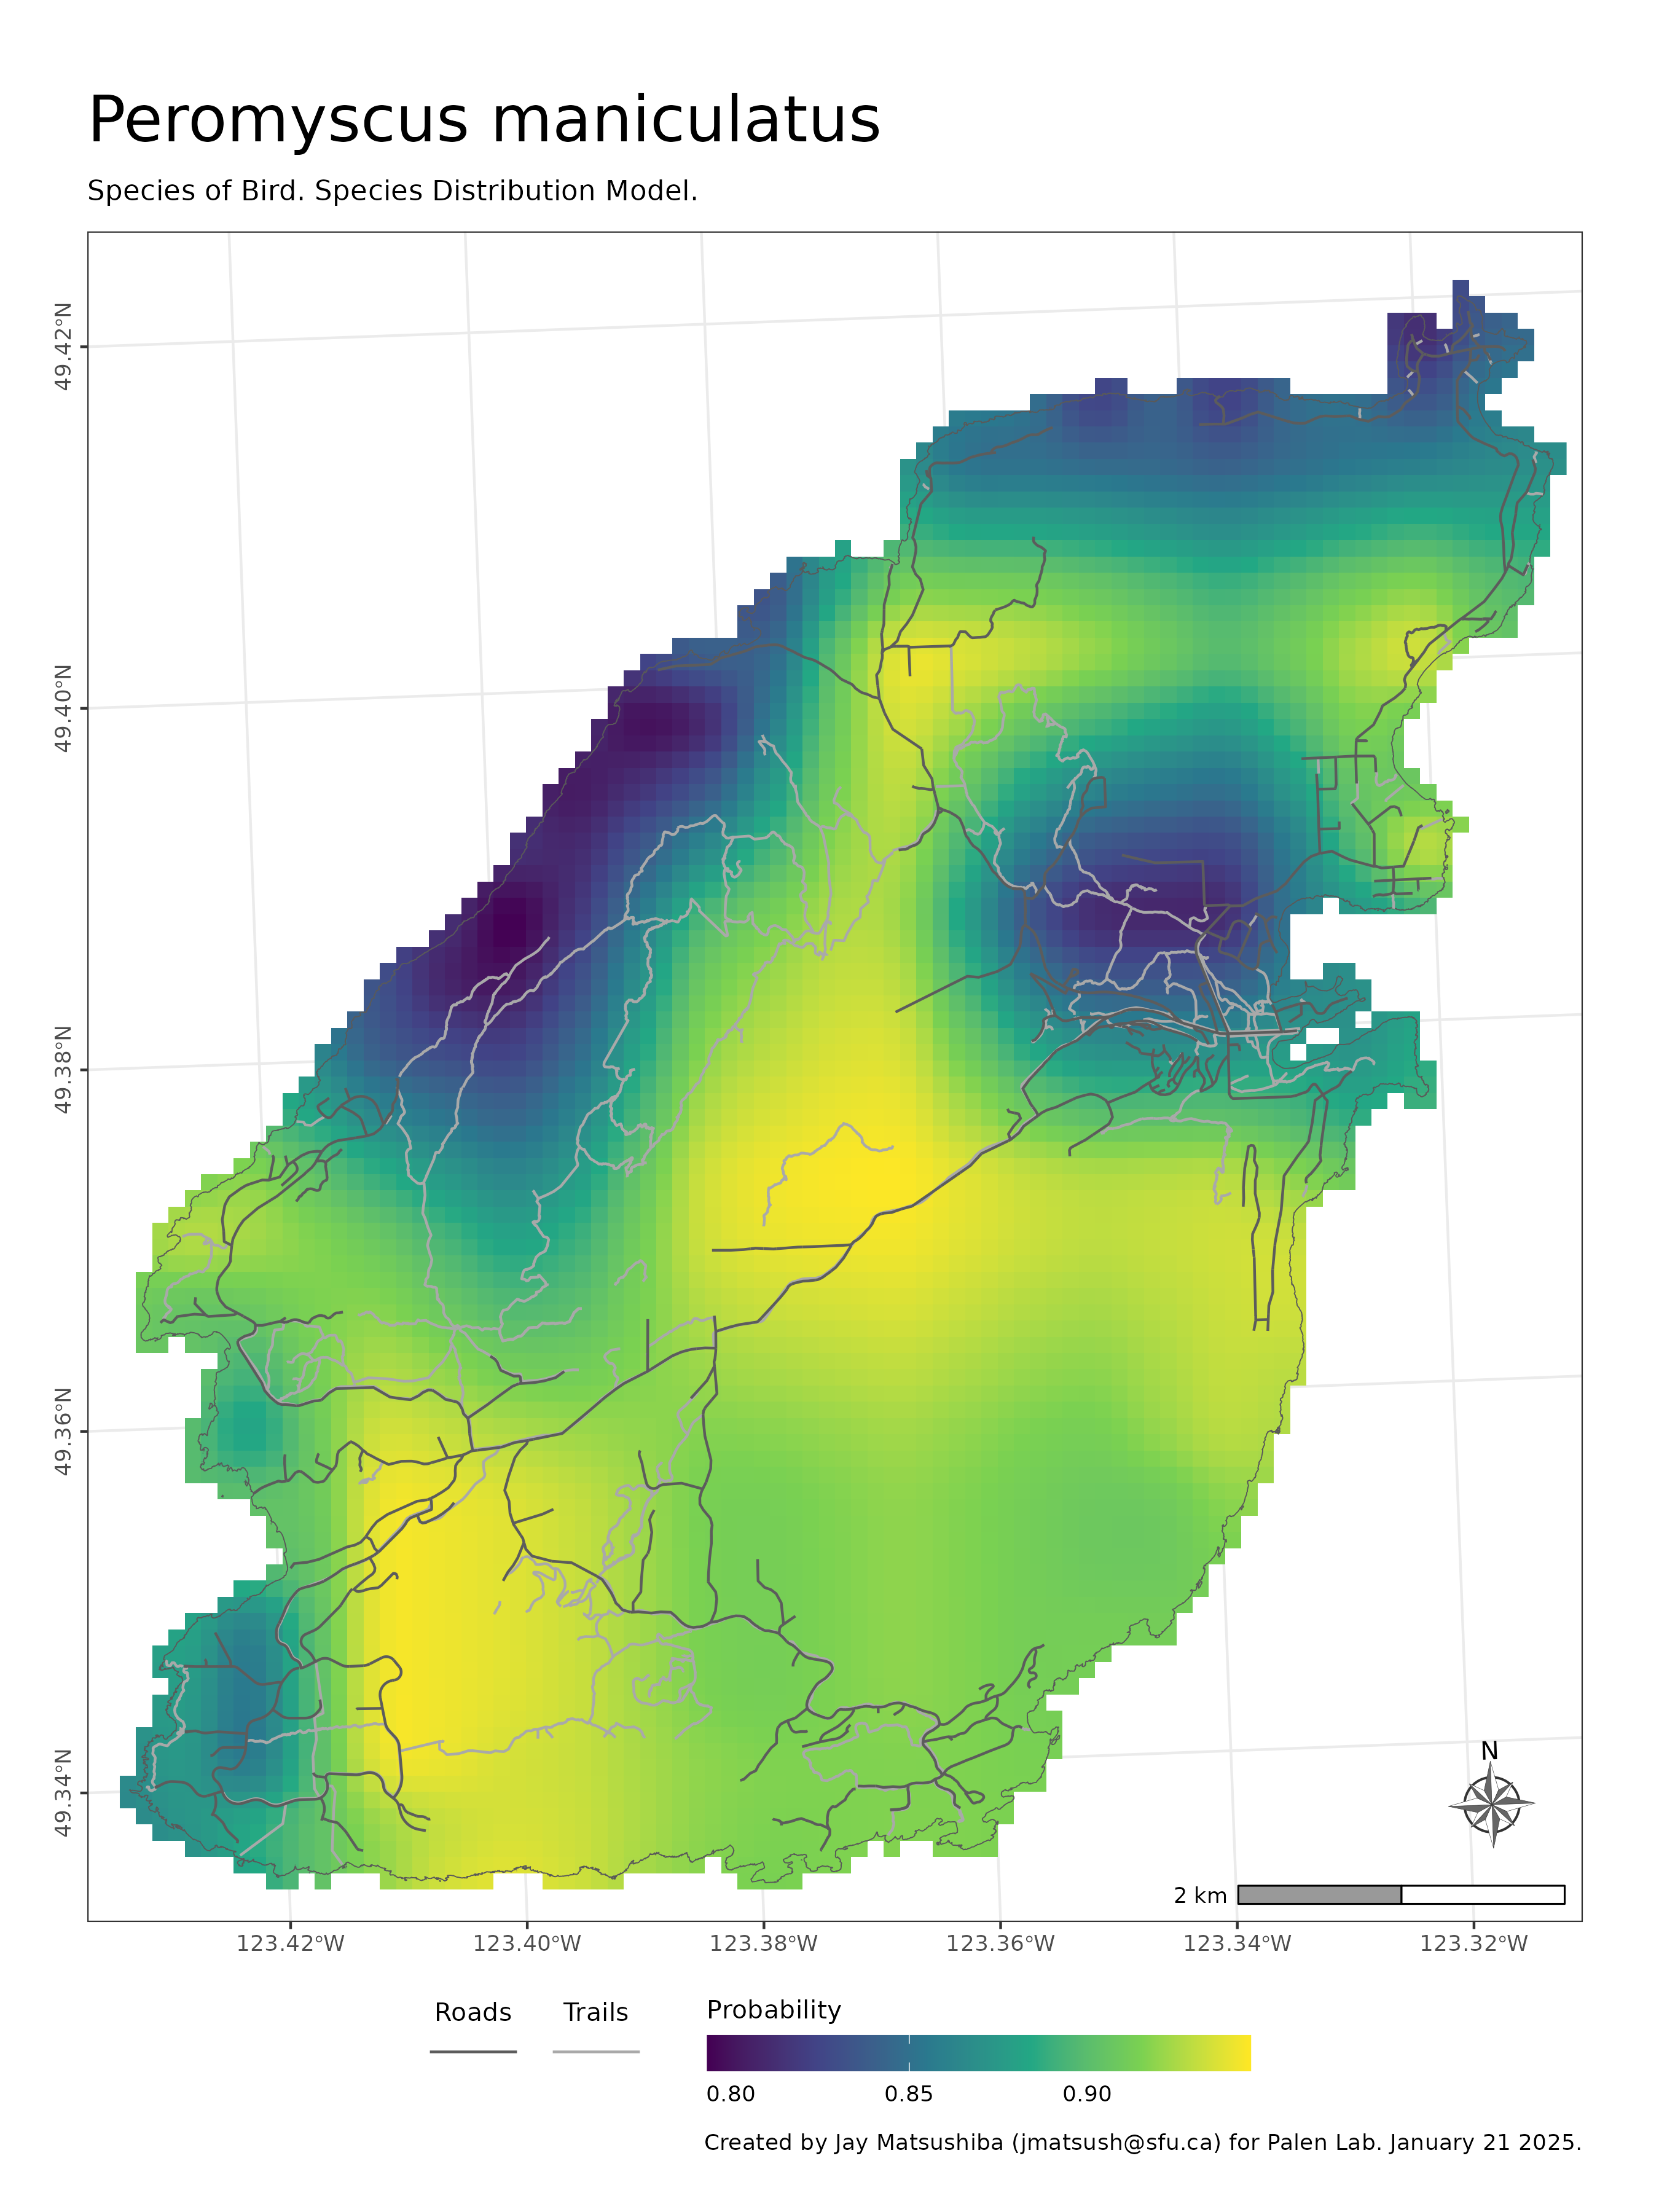 Peromyscus maniculatus
Species of Bird. Species Distribution Model.
49.42°N
49.40°N
49.38°N
49.36°N
49.34°N
N
2 km
123.42°W
123.40°W
123.38°W
123.36°W
123.34°W
123.32°W
Roads
Trails
Probability
0.80
0.85
0.90
Created by Jay Matsushiba (jmatsush@sfu.ca) for Palen Lab. January 21 2025.